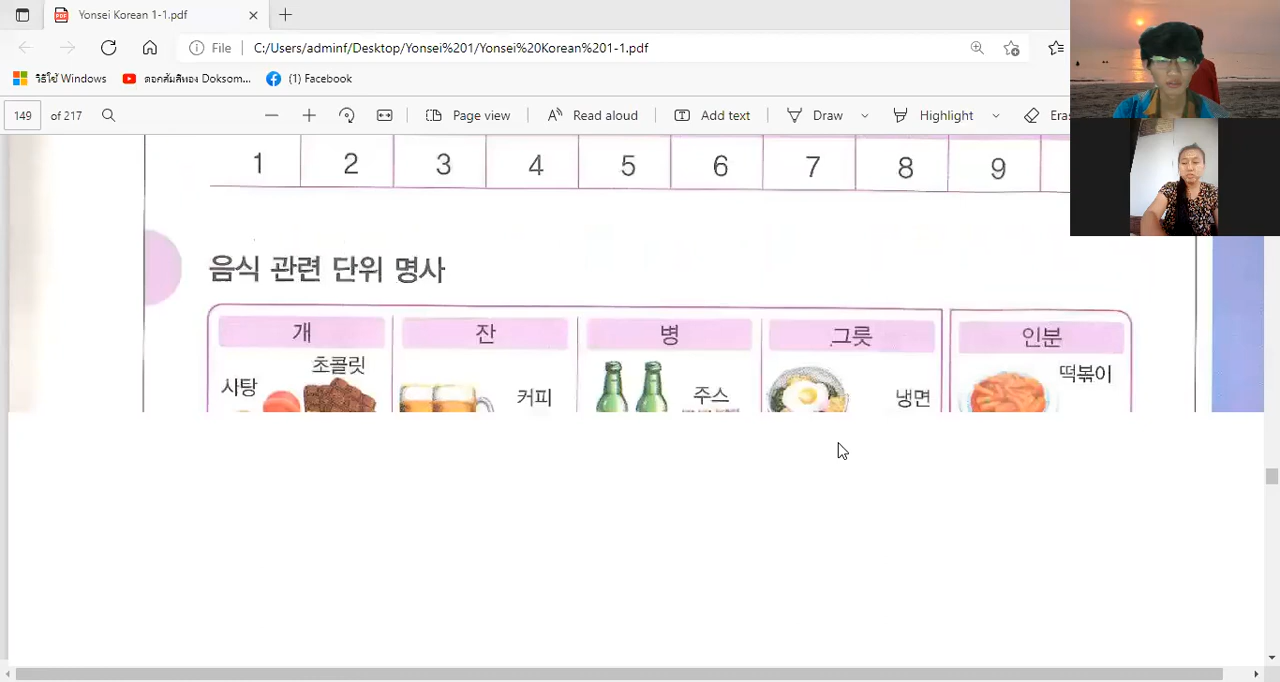 Yonsei Korean 1-1.pdf
File C:/Users/adminf/Desktop/Yonsei%201/Yonsei%20Korean%201-1.pdf
วิธีใช้ Windows ดอกส้มสีทอง Doksom... (1) Facebook
149 of 217 Page view Read aloud Add text Draw Highlight Era
1 2 3 4 5 6 7 8 9
음식 관련 단위 명사
개 잔 병 그릇 인분
사탕 초콜릿 커피 주스 냉면 떡볶이